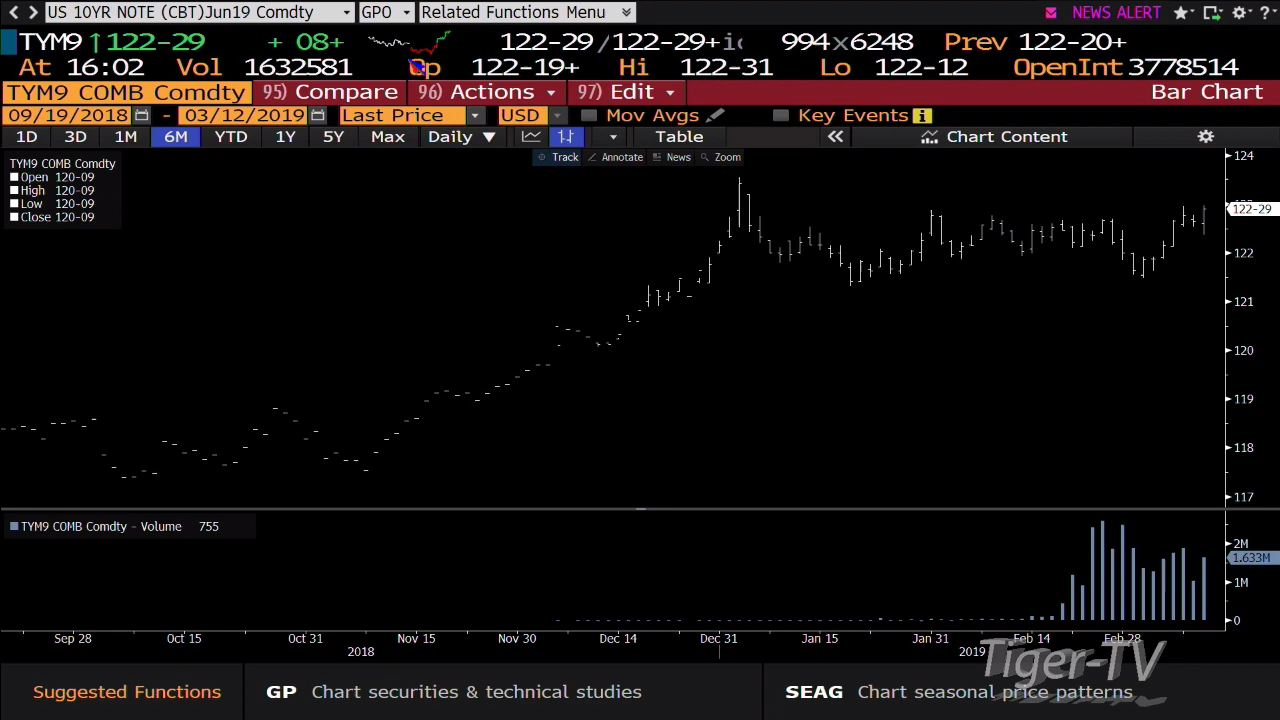 US 10YR NOTE (CBT)Jun19 Comdty GPO Related Functions Menu NEWS ALERT ?
TYM9 ↑122-29 + 08+ 122-29/122-29+ 994x6248 Prev 122-20+
At 16:02 Vol 1632581 Op 122-19+ Hi 122-31 Lo 122-12 OpenInt 3778514
TYM9 COMB Comdty 95) Compare 96) Actions 97) Edit Bar Chart
09/19/2018 - 03/12/2019 Last Price USD Mov Avgs Key Events
1D 3D 1M 6M YTD 1Y 5Y Max Daily Table Chart Content
Track Annotate News Zoom
TYM9 COMB Comdty
Open 120-09
High 120-09
Low 120-09
Close 120-09
124
122-29
122
121
120
119
118
117
TYM9 COMB Comdty - Volume 755
2M
1.633M
1M
0
Sep 28 Oct 15 Oct 31 Nov 15 Nov 30 Dec 14 Dec 31 Jan 15 Jan 31 Feb 14 Feb 28
2018 2019
Tiger-TV
Suggested Functions GP Chart securities & technical studies SEAG Chart seasonal price patterns